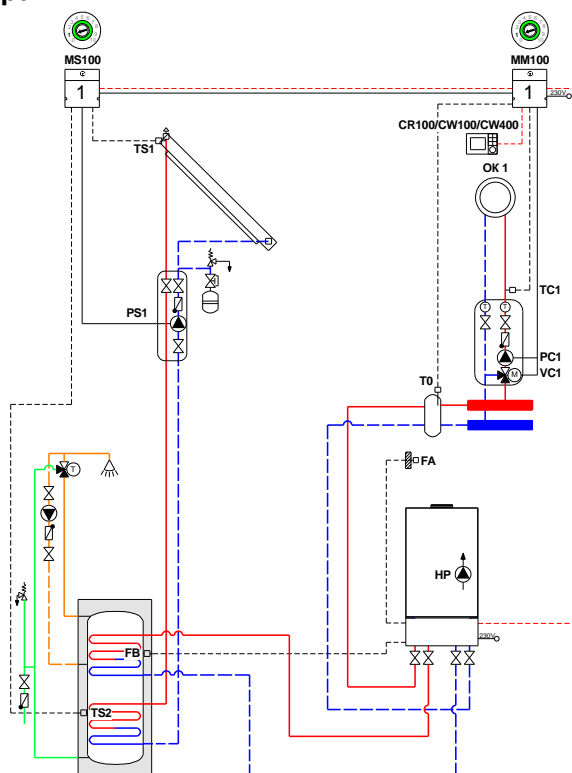 MS100
MM100
1
1
230V
CR100/CW100/CW400
TS1
ОК 1
TC1
T
T
PS1
PC1
M
VC1
T0
T
FA
HP
230V
FB
TS2